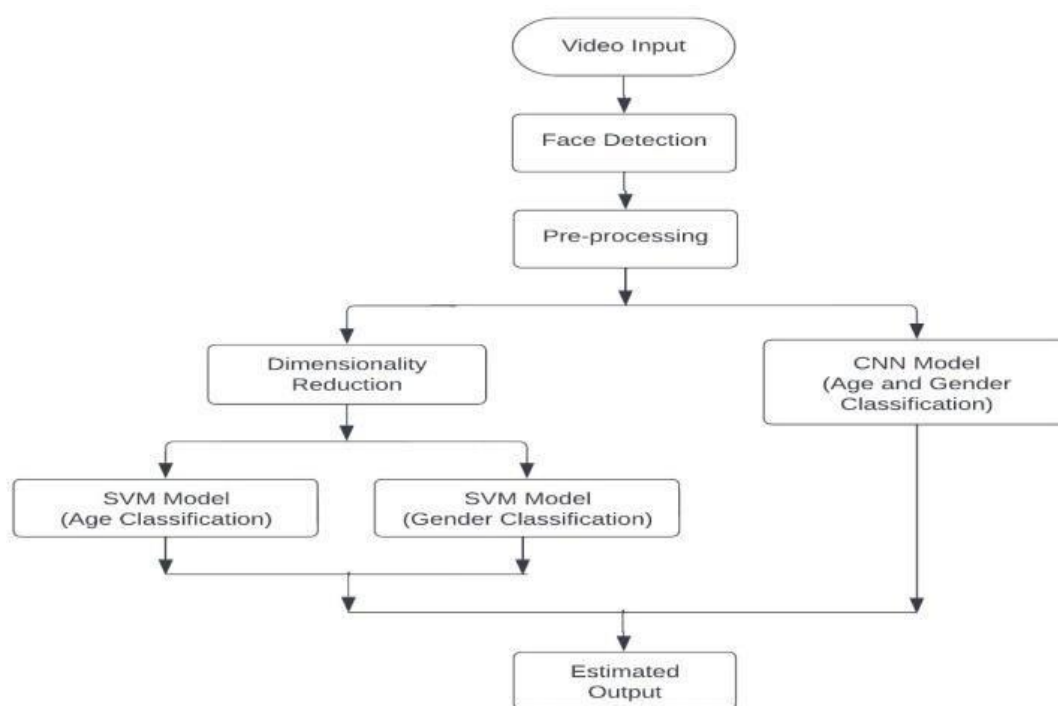 Video Input
Face Detection
Pre-processing
Dimensionality
Reduction
CNN Model
(Age and Gender
Classification)
SVM Model
(Age Classification)
SVM Model
(Gender Classification)
Estimated
Output